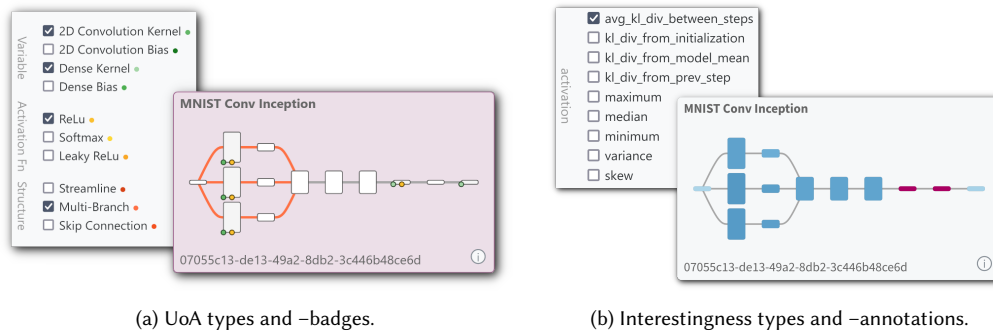 Variable
2D Convolution Kernel
2D Convolution Bias
Dense Kernel
Dense Bias
Activation Fn
ReLu
Softmax
Leaky ReLu
Structure
Streamline
Multi-Branch
Skip Connection
MNIST Conv Inception
07055c13-de13-49a2-8db2-3c446b48ce6d
i
(a) UoA types and –badges.
activation
avg_kl_div_between_steps
kl_div_from_initialization
kl_div_from_model_mean
kl_div_from_prev_step
maximum
median
minimum
variance
skew
MNIST Conv Inception
07055c13-de13-49a2-8db2-3c446b48ce6d
i
(b) Interestingness types and –annotations.